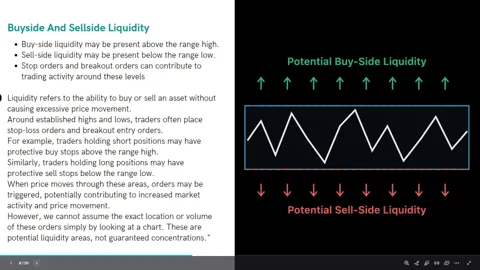 Buyside And Sellside Liquidity
• Buy-side liquidity may be present above the range high.
• Sell-side liquidity may be present below the range low.
• Stop orders and breakout orders can contribute to
trading activity around these levels
Liquidity refers to the ability to buy or sell an asset without
causing excessive price movement.
Around established highs and lows, traders often place
stop-loss orders and breakout entry orders.
For example, traders holding short positions may have
protective buy stops above the range high.
Similarly, traders holding long positions may have
protective sell stops below the range low.
When price moves through these areas, orders may be
triggered, potentially contributing to increased market
activity and price movement.
However, we cannot assume the exact location or volume
of these orders simply by looking at a chart. These are
potential liquidity areas, not guaranteed concentrations."
Potential Buy-Side Liquidity
Potential Sell-Side Liquidity